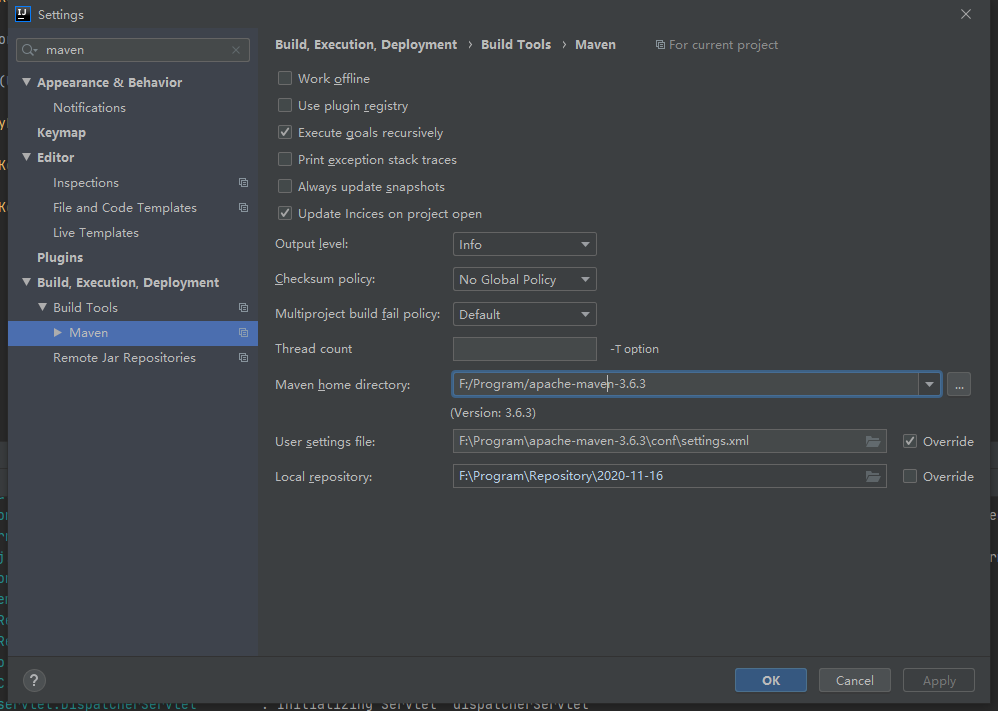 Settings
maven
Build, Execution, Deployment › Build Tools › Maven
For current project
Appearance & Behavior
Notifications
Keymap
Editor
Inspections
File and Code Templates
Live Templates
Plugins
Build, Execution, Deployment
Build Tools
Maven
Remote Jar Repositories
Work offline
Use plugin registry
Execute goals recursively
Print exception stack traces
Always update snapshots
Update Incices on project open
Output level: Info
Checksum policy: No Global Policy
Multiproject build fail policy: Default
Thread count -T option
Maven home directory: F:/Program/apache-maven-3.6.3 ...
(Version: 3.6.3)
User settings file: F:\Program\apache-maven-3.6.3\conf\settings.xml Override
Local repository: F:\Program\Repository\2020-11-16 Override
? OK Cancel Apply
servlet.DispatcherServlet : Initializing Servlet 'dispatcherServlet'